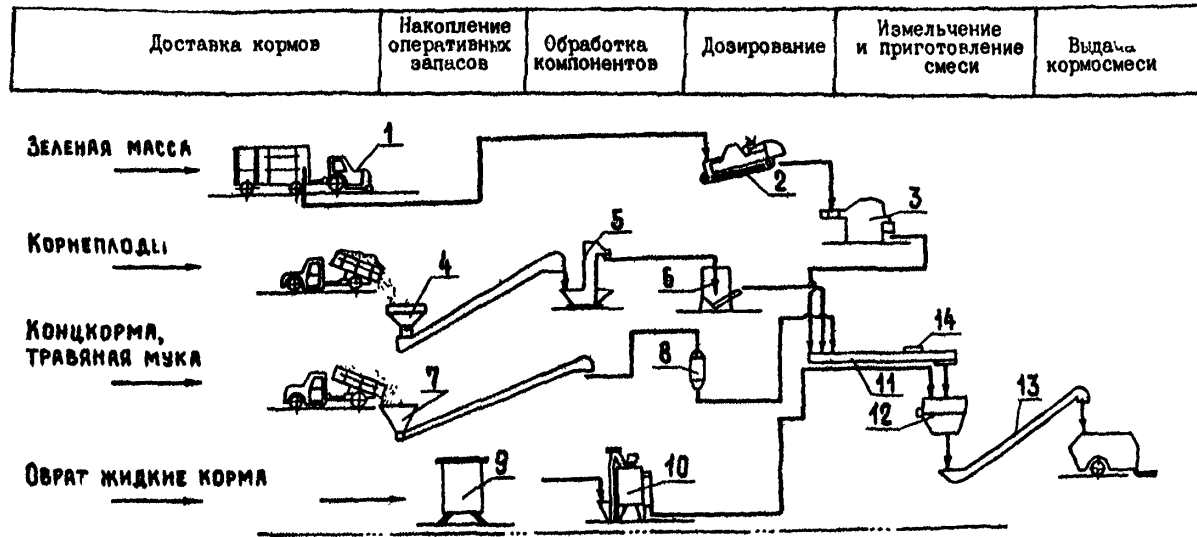 Доставка кормов
Накопление
оперативных
запасов
Обработка
компонентов
Дозирование
Измельчение
и приготовление
смеси
Выдача
кормосмеси
Зеленая масса
1
2
3
Корнеплоды
4
5
6
Концкорма,
травяная мука
7
8
14
11
12
13
Оврат жидкие корма
9
10